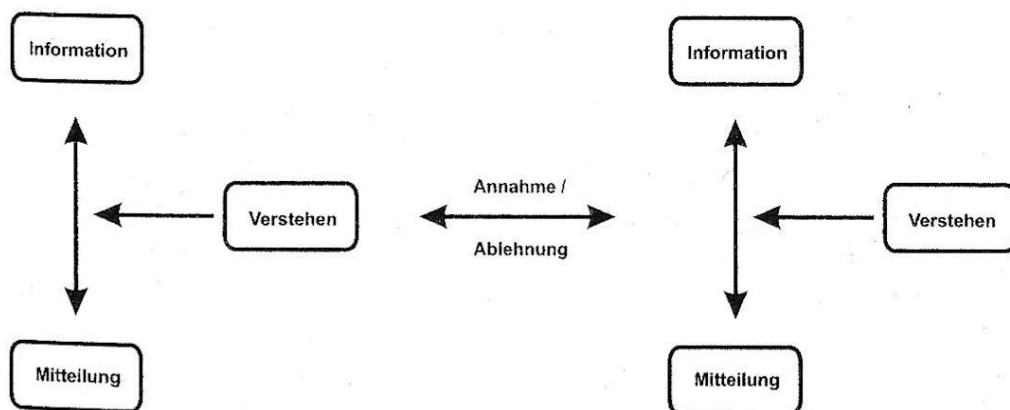 Information
Information
Annahme /
Verstehen
Verstehen
Ablehnung
Mitteilung
Mitteilung